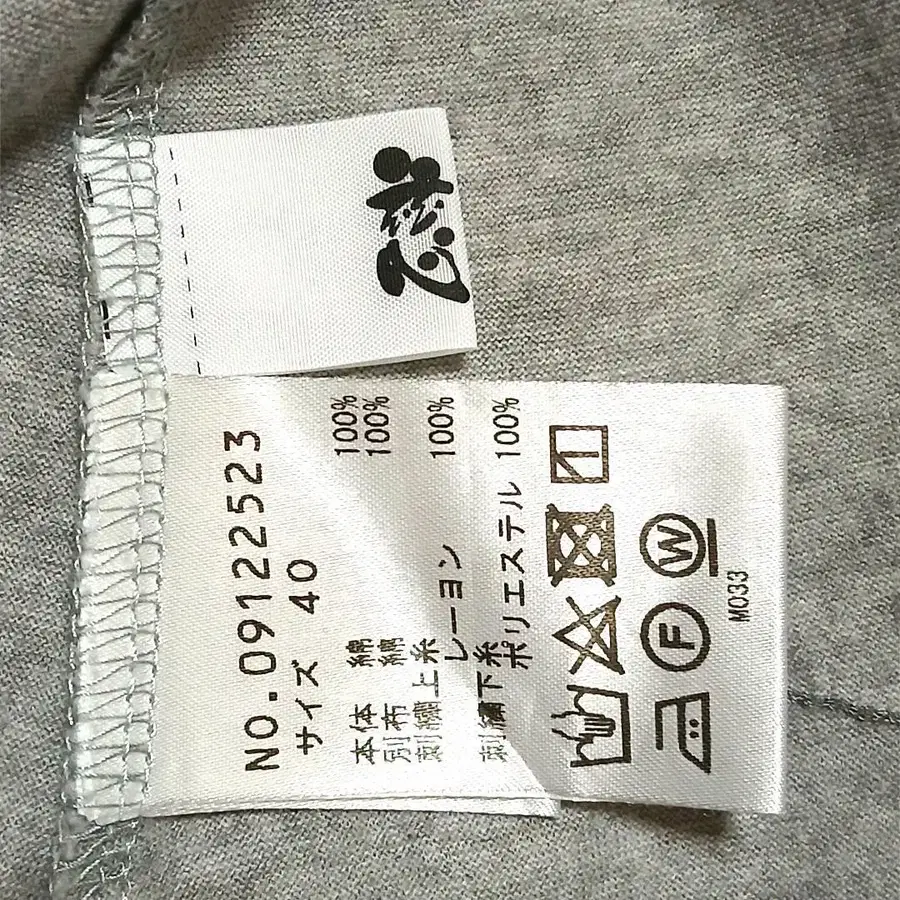 NO.09122523
サイズ 40
本体 綿 100%
別布 綿 100%
刺繍上糸
レーヨン 100%
刺繍下糸
ポリエステル 100%
F
W
M033